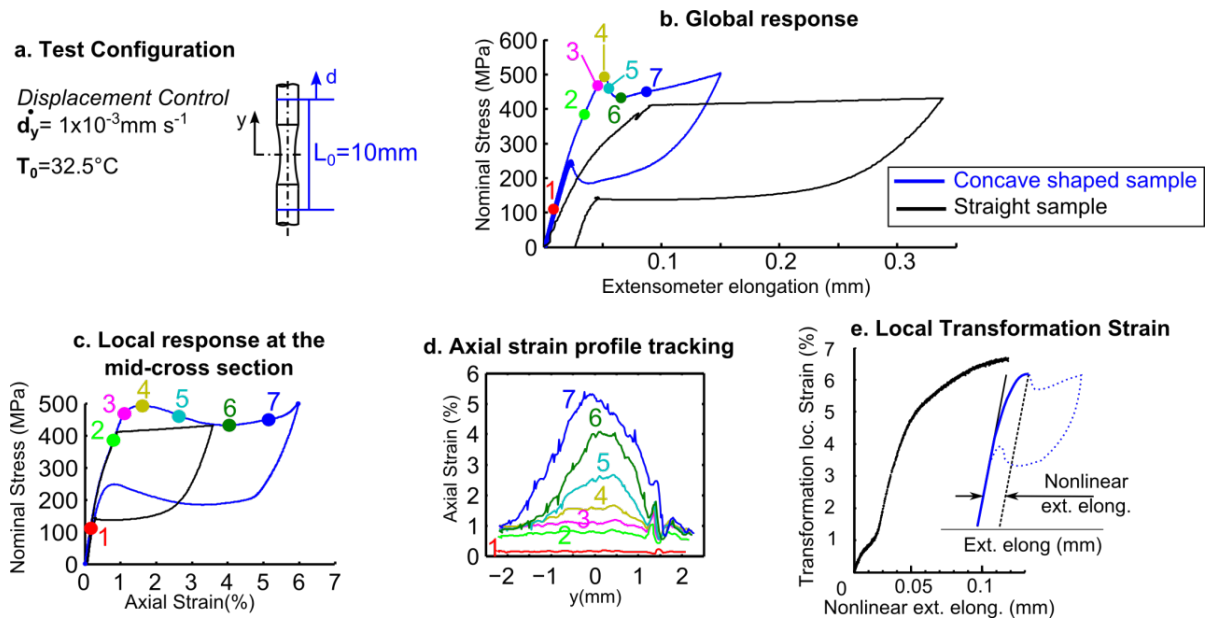 a. Test Configuration
Displacement Control
ḋy= 1x10⁻³mm s⁻¹
T₀=32.5°C
y
d
L₀=10mm
b. Global response
Nominal Stress (MPa)
600
500
400
300
200
100
0
0.1
0.2
0.3
Extensometer elongation (mm)
1
2
3
4
5
6
7
Concave shaped sample
Straight sample
c. Local response at the
mid-cross section
Nominal Stress (MPa)
500
400
300
200
100
0
0
1
2
3
4
5
6
7
Axial Strain(%)
1
2
3
4
5
6
7
d. Axial strain profile tracking
Axial Strain (%)
6
5
4
3
2
1
0
−2
−1
0
1
2
y(mm)
7
6
5
4
3
2
1
e. Local Transformation Strain
Transformation loc. Strain (%)
7
6
5
4
3
2
1
0
0
0.05
0.1
Nonlinear ext. elong. (mm)
Nonlinear
ext. elong.
Ext. elong (mm)